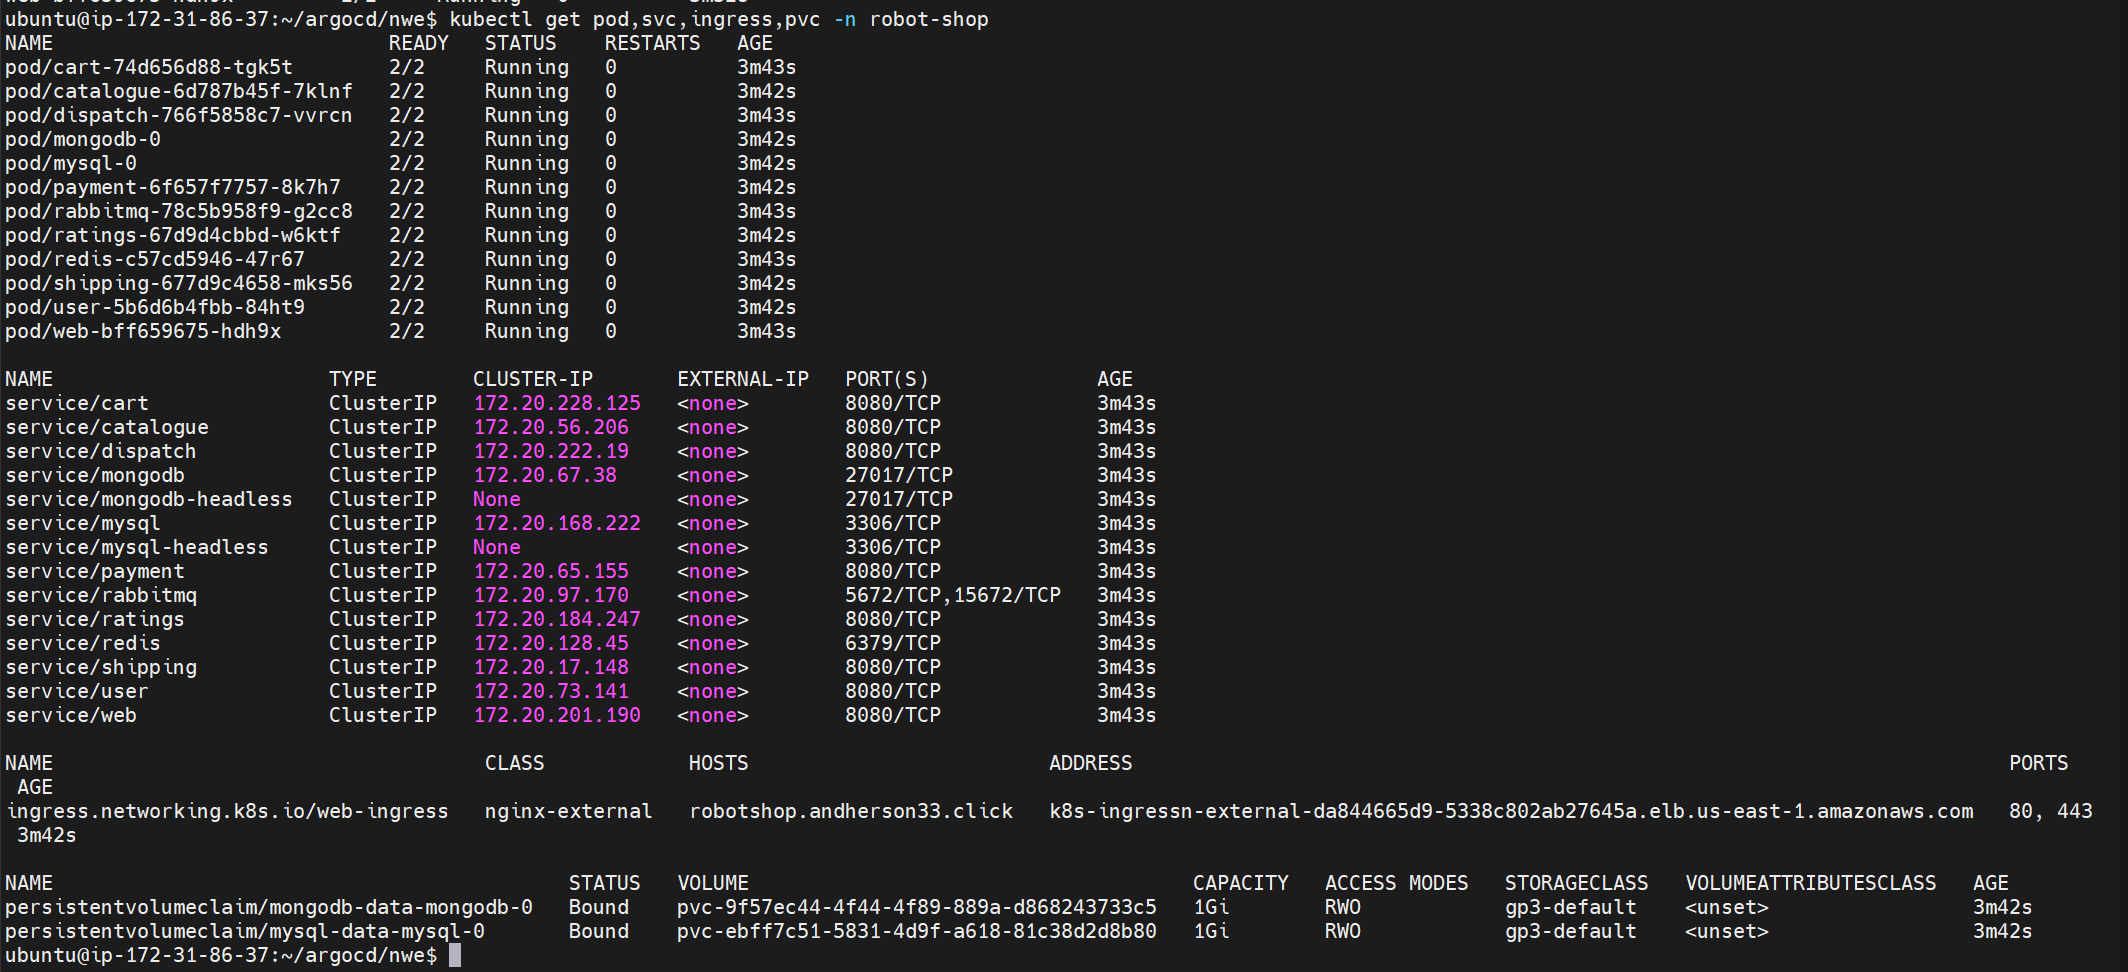 ubuntu@ip-172-31-86-37:~/argocd/nwe$ kubectl get pod,svc,ingress,pvc -n robot-shop
NAME READY STATUS RESTARTS AGE
pod/cart-74d656d88-tgk5t 2/2 Running 0 3m43s
pod/catalogue-6d787b45f-7klnf 2/2 Running 0 3m42s
pod/dispatch-766f5858c7-vvrcn 2/2 Running 0 3m43s
pod/mongodb-0 2/2 Running 0 3m42s
pod/mysql-0 2/2 Running 0 3m42s
pod/payment-6f657f7757-8k7h7 2/2 Running 0 3m42s
pod/rabbitmq-78c5b958f9-g2cc8 2/2 Running 0 3m43s
pod/ratings-67d9d4cbbd-w6ktf 2/2 Running 0 3m42s
pod/redis-c57cd5946-47r67 2/2 Running 0 3m43s
pod/shipping-677d9c4658-mks56 2/2 Running 0 3m42s
pod/user-5b6d6b4fbb-84ht9 2/2 Running 0 3m42s
pod/web-bff659675-hdh9x 2/2 Running 0 3m43s
NAME TYPE CLUSTER-IP EXTERNAL-IP PORT(S) AGE
service/cart ClusterIP 172.20.228.125 <none> 8080/TCP 3m43s
service/catalogue ClusterIP 172.20.56.206 <none> 8080/TCP 3m43s
service/dispatch ClusterIP 172.20.222.19 <none> 8080/TCP 3m43s
service/mongodb ClusterIP 172.20.67.38 <none> 27017/TCP 3m43s
service/mongodb-headless ClusterIP None <none> 27017/TCP 3m43s
service/mysql ClusterIP 172.20.168.222 <none> 3306/TCP 3m43s
service/mysql-headless ClusterIP None <none> 3306/TCP 3m43s
service/payment ClusterIP 172.20.65.155 <none> 8080/TCP 3m43s
service/rabbitmq ClusterIP 172.20.97.170 <none> 5672/TCP,15672/TCP 3m43s
service/ratings ClusterIP 172.20.184.247 <none> 8080/TCP 3m43s
service/redis ClusterIP 172.20.128.45 <none> 6379/TCP 3m43s
service/shipping ClusterIP 172.20.17.148 <none> 8080/TCP 3m43s
service/user ClusterIP 172.20.73.141 <none> 8080/TCP 3m43s
service/web ClusterIP 172.20.201.190 <none> 8080/TCP 3m43s
NAME CLASS HOSTS ADDRESS PORTS
AGE
ingress.networking.k8s.io/web-ingress nginx-external robotshop.andherson33.click k8s-ingressn-external-da844665d9-5338c802ab27645a.elb.us-east-1.amazonaws.com 80, 443
3m42s
NAME STATUS VOLUME CAPACITY ACCESS MODES STORAGECLASS VOLUMEATTRIBUTESCLASS AGE
persistentvolumeclaim/mongodb-data-mongodb-0 Bound pvc-9f57ec44-4f44-4f89-889a-d868243733c5 1Gi RWO gp3-default <unset> 3m42s
persistentvolumeclaim/mysql-data-mysql-0 Bound pvc-ebff7c51-5831-4d9f-a618-81c38d2d8b80 1Gi RWO gp3-default <unset> 3m42s
ubuntu@ip-172-31-86-37:~/argocd/nwe$